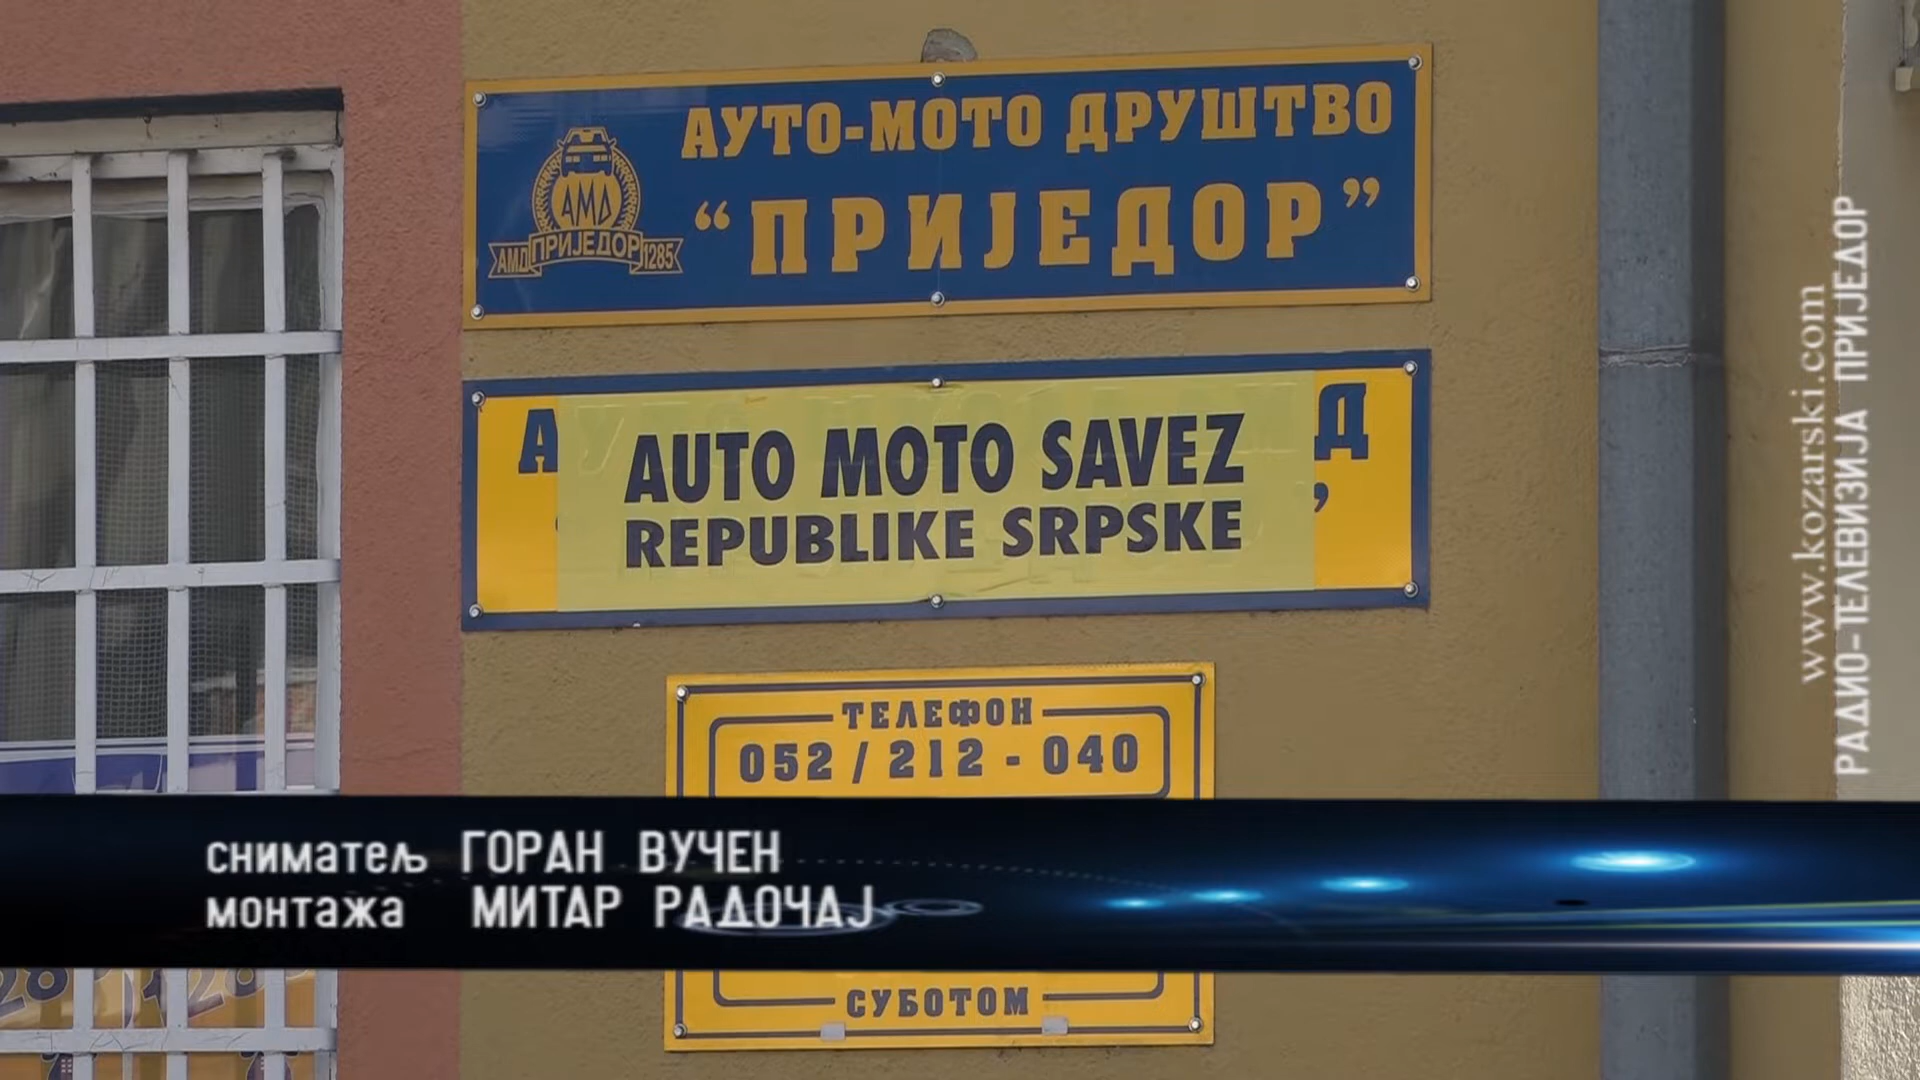 АУТО-МОТО ДРУШТВО
"ПРИЈЕДОР"
АМД
АМД ПРИЈЕДОР 1285
А Д
AUTO MOTO SAVEZ
REPUBLIKE SRPSKE
ТЕЛЕФОН
052 / 212 - 040
СУБОТОМ
сниматељ ГОРАН ВУЧЕН
монтажа МИТАР РАДОЧАЈ
www.kozarski.com
РАДИО-ТЕЛЕВИЗИЈА ПРИЈЕДОР